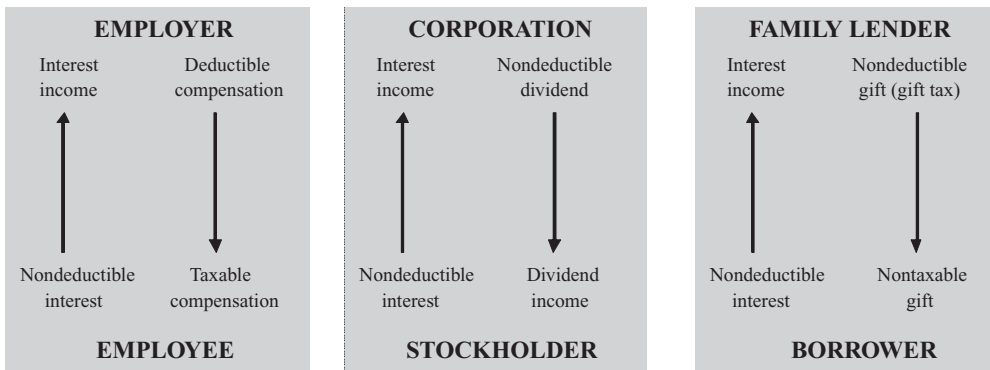 EMPLOYER
Interest
income
Deductible
compensation
Nondeductible
interest
Taxable
compensation
EMPLOYEE
CORPORATION
Interest
income
Nondeductible
dividend
Nondeductible
interest
Dividend
income
STOCKHOLDER
FAMILY LENDER
Interest
income
Nondeductible
gift (gift tax)
Nondeductible
interest
Nontaxable
gift
BORROWER